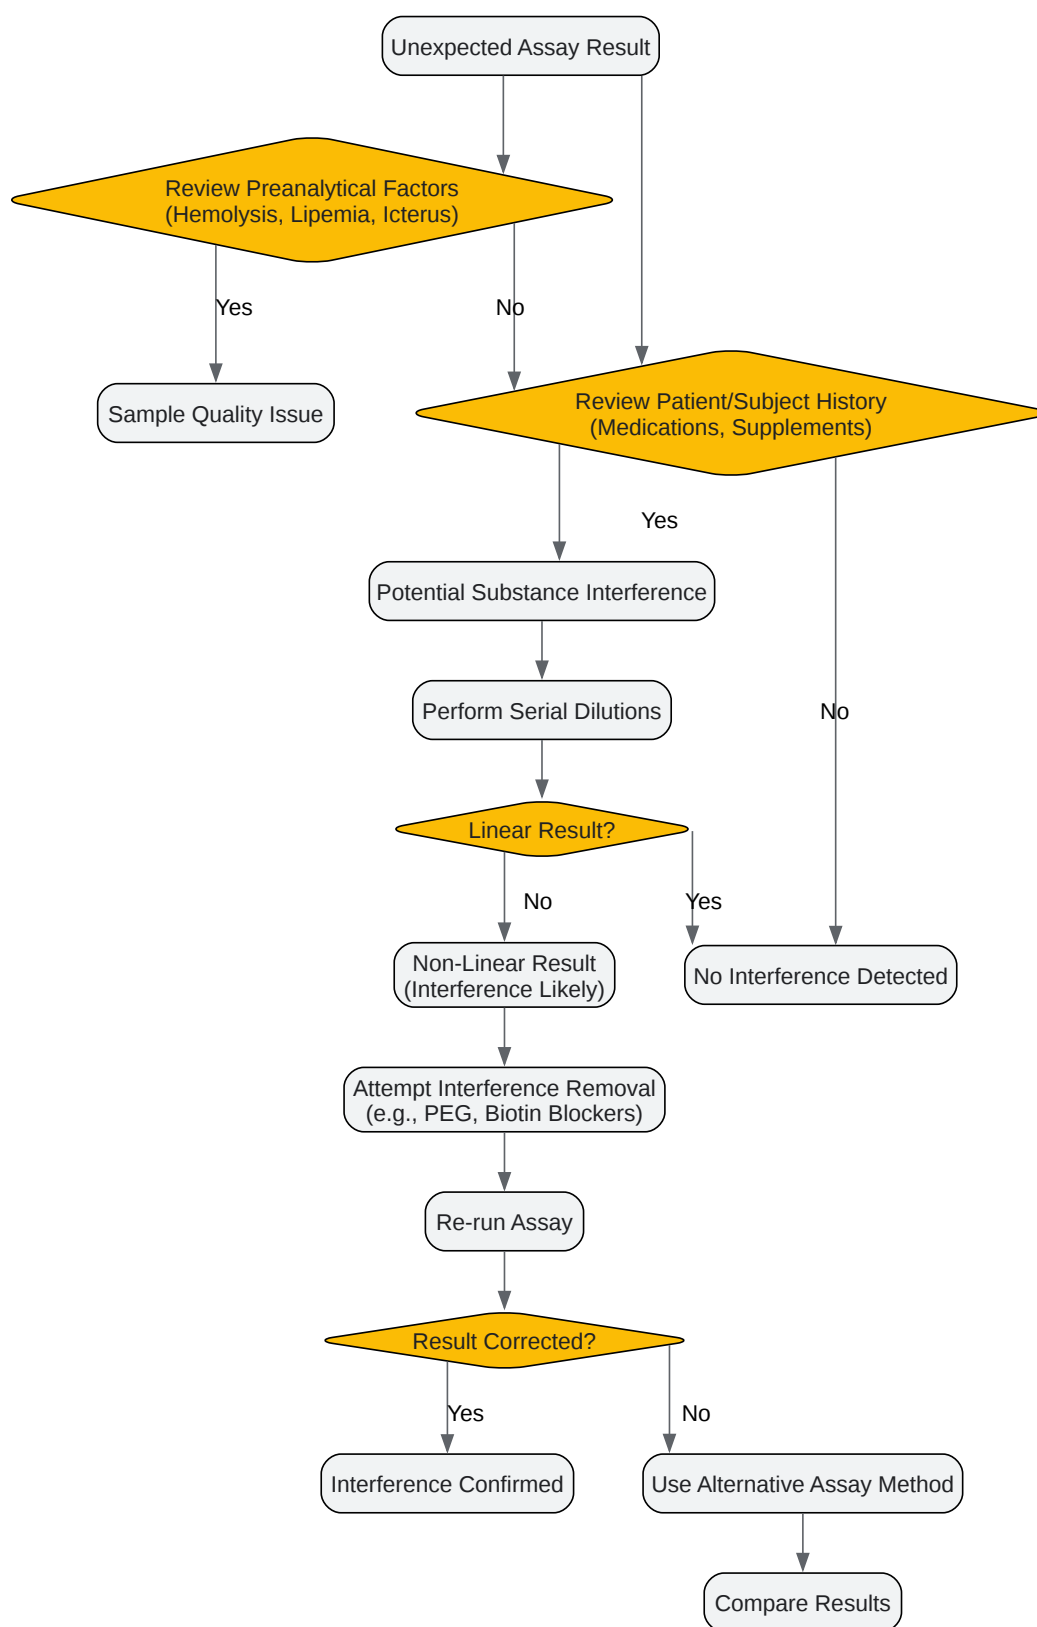 Unexpected Assay Result
Review Preanalytical Factors
(Hemolysis, Lipemia, Icterus)
Yes
No
Sample Quality Issue
Review Patient/Subject History
(Medications, Supplements)
Yes
Potential Substance Interference
Perform Serial Dilutions
No
Linear Result?
No
Yes
Non-Linear Result
(Interference Likely)
No Interference Detected
Attempt Interference Removal
(e.g., PEG, Biotin Blockers)
Re-run Assay
Result Corrected?
Yes
No
Interference Confirmed
Use Alternative Assay Method
Compare Results